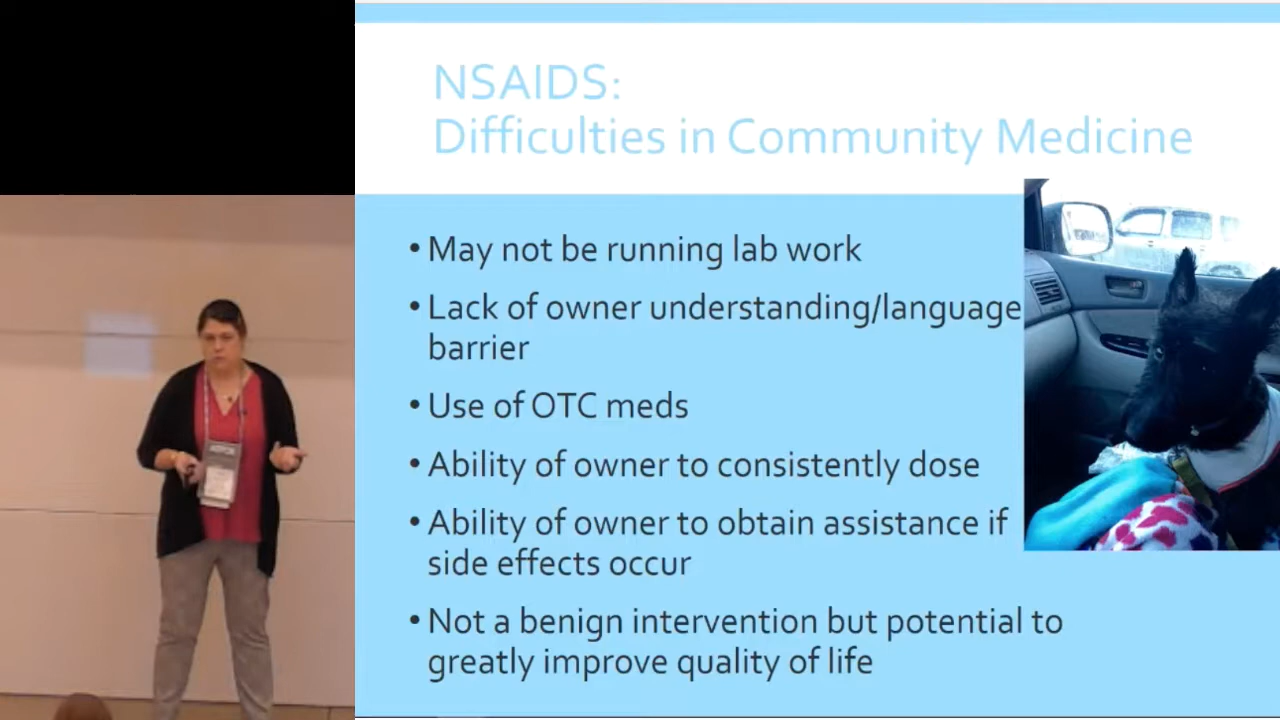 NSAIDS:
Difficulties in Community Medicine
• May not be running lab work
• Lack of owner understanding/language
barrier
• Use of OTC meds
• Ability of owner to consistently dose
• Ability of owner to obtain assistance if
side effects occur
• Not a benign intervention but potential to
greatly improve quality of life